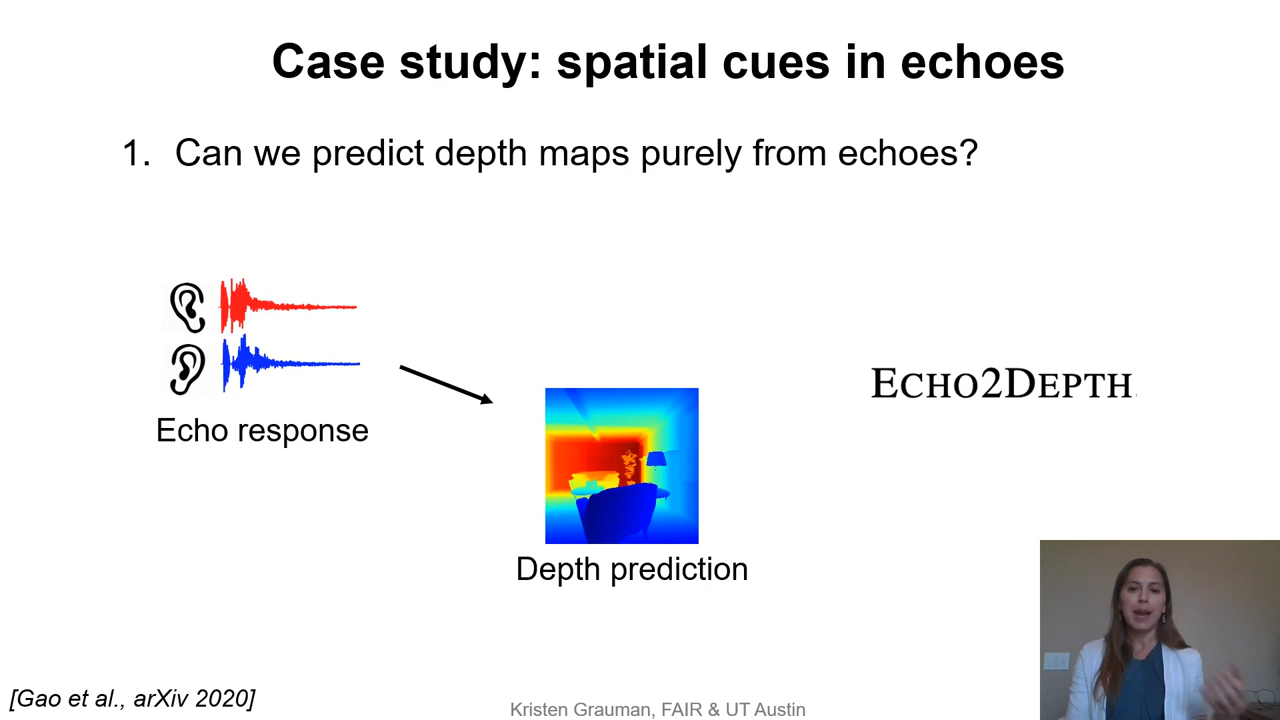 Case study: spatial cues in echoes
1. Can we predict depth maps purely from echoes?
Echo response
ECHO2DEPTH
Depth prediction
[Gao et al., arXiv 2020]
Kristen Grauman, FAIR & UT Austin